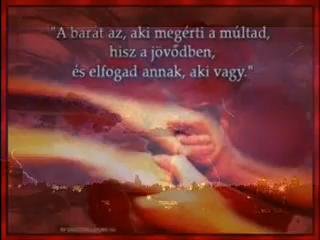 "A barát az, aki megérti a múltad,
hisz a jövődben,
és elfogad annak, aki vagy."